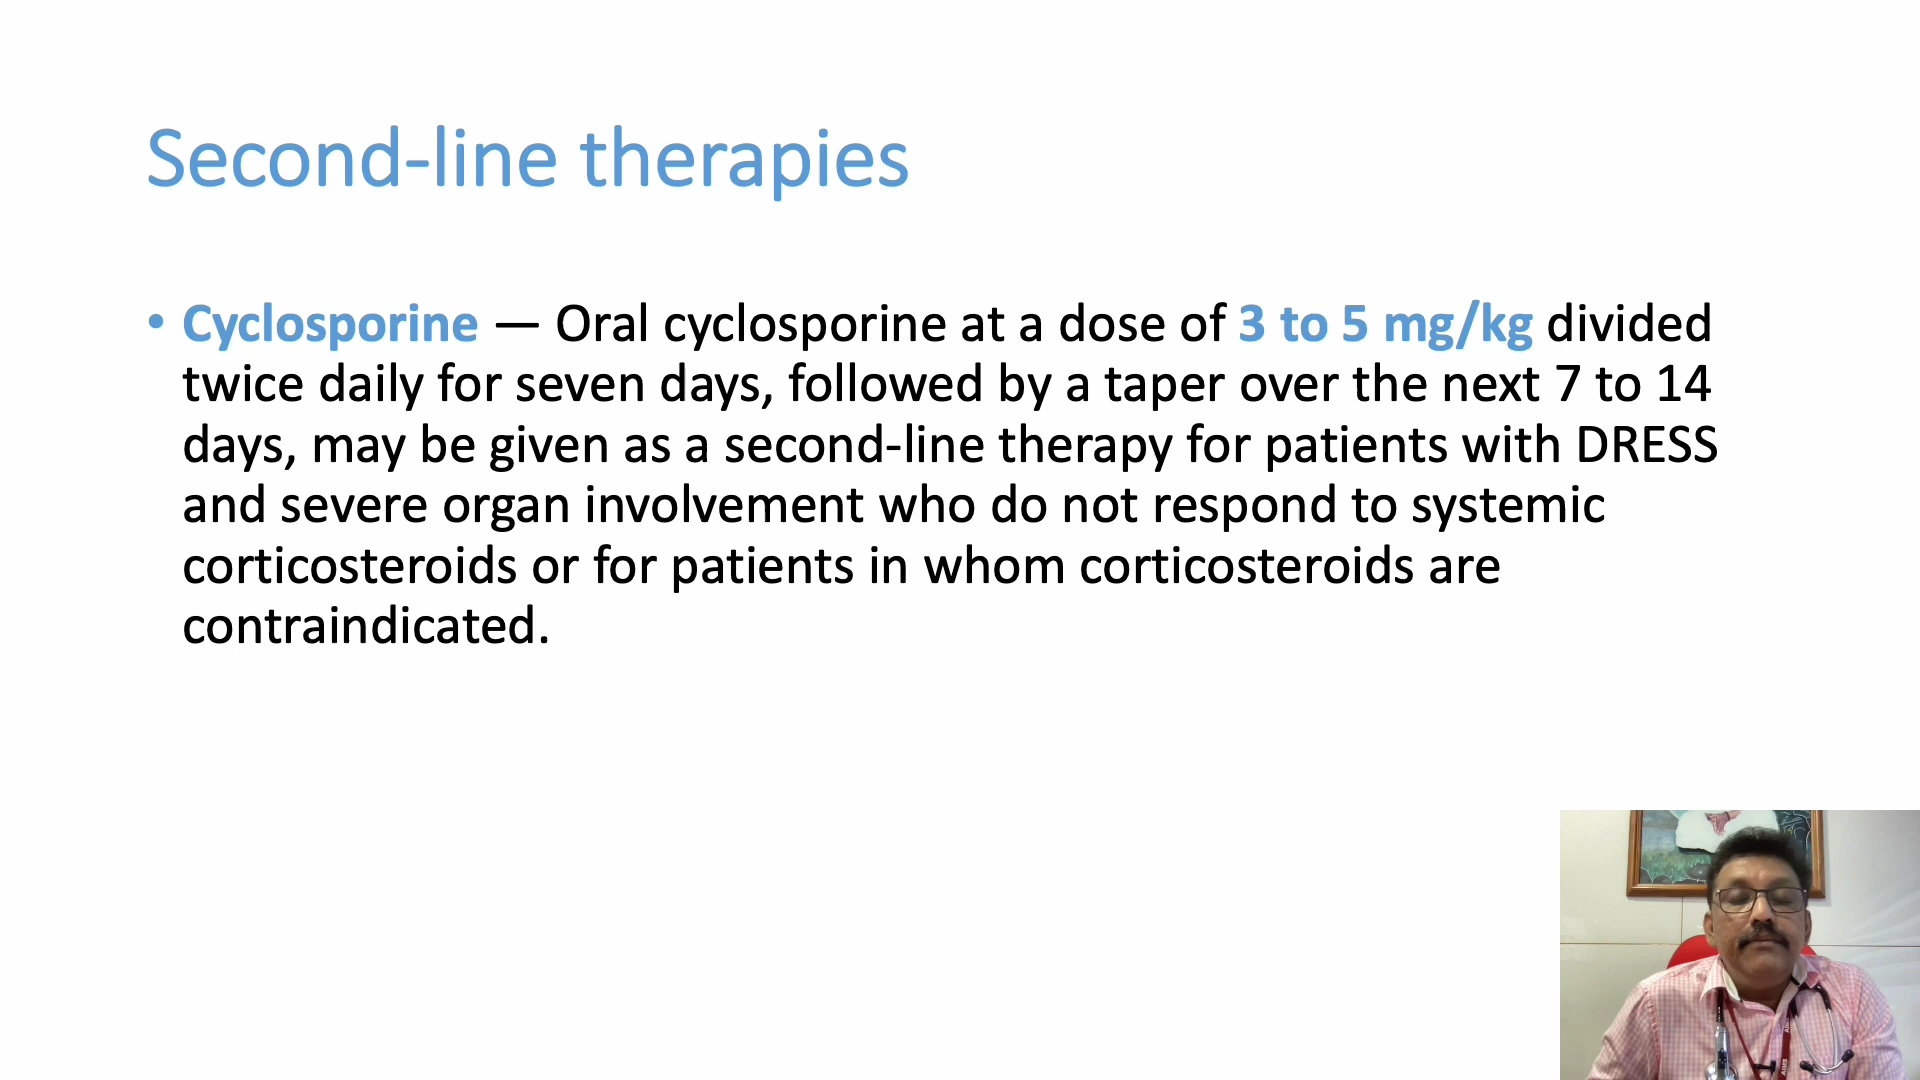 Second-line therapies
• Cyclosporine — Oral cyclosporine at a dose of 3 to 5 mg/kg divided
twice daily for seven days, followed by a taper over the next 7 to 14
days, may be given as a second-line therapy for patients with DRESS
and severe organ involvement who do not respond to systemic
corticosteroids or for patients in whom corticosteroids are
contraindicated.